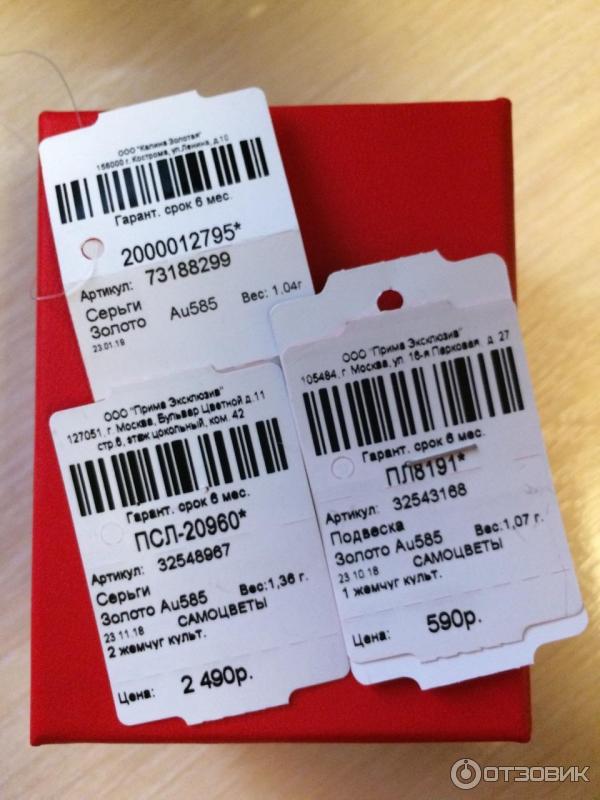 ООО "Калина Золотая"
156000 г. Кострома, ул.Ленина, д.10
Гарант. срок 6 мес.
2000012795*
Артикул: 73188299
Серьги
Золото Au585 Вес: 1.04г
23.01.18
ООО "Прима Эксклюзив"
127051, г. Москва, Бульвар Цветной д.11
стр.6, этаж цокольный, ком. 42
Гарант. срок 6 мес.
ПСЛ-20960*
Артикул: 32548967
Серьги
Золото Au585 Вес:1,36 г.
23.11.18 САМОЦВЕТЫ
2 жемчуг культ.
Цена: 2 490р.
ООО "Прима Эксклюзив"
105484, г. Москва, ул. 16-я Парковая, д. 27
Гарант. срок 6 мес.
ПЛ8191*
Артикул: 32543168
Подвеска
Золото Au585 Вес:1,07 г.
23.10.18 САМОЦВЕТЫ
1 жемчуг культ.
Цена: 590р.
ОТЗОВИК